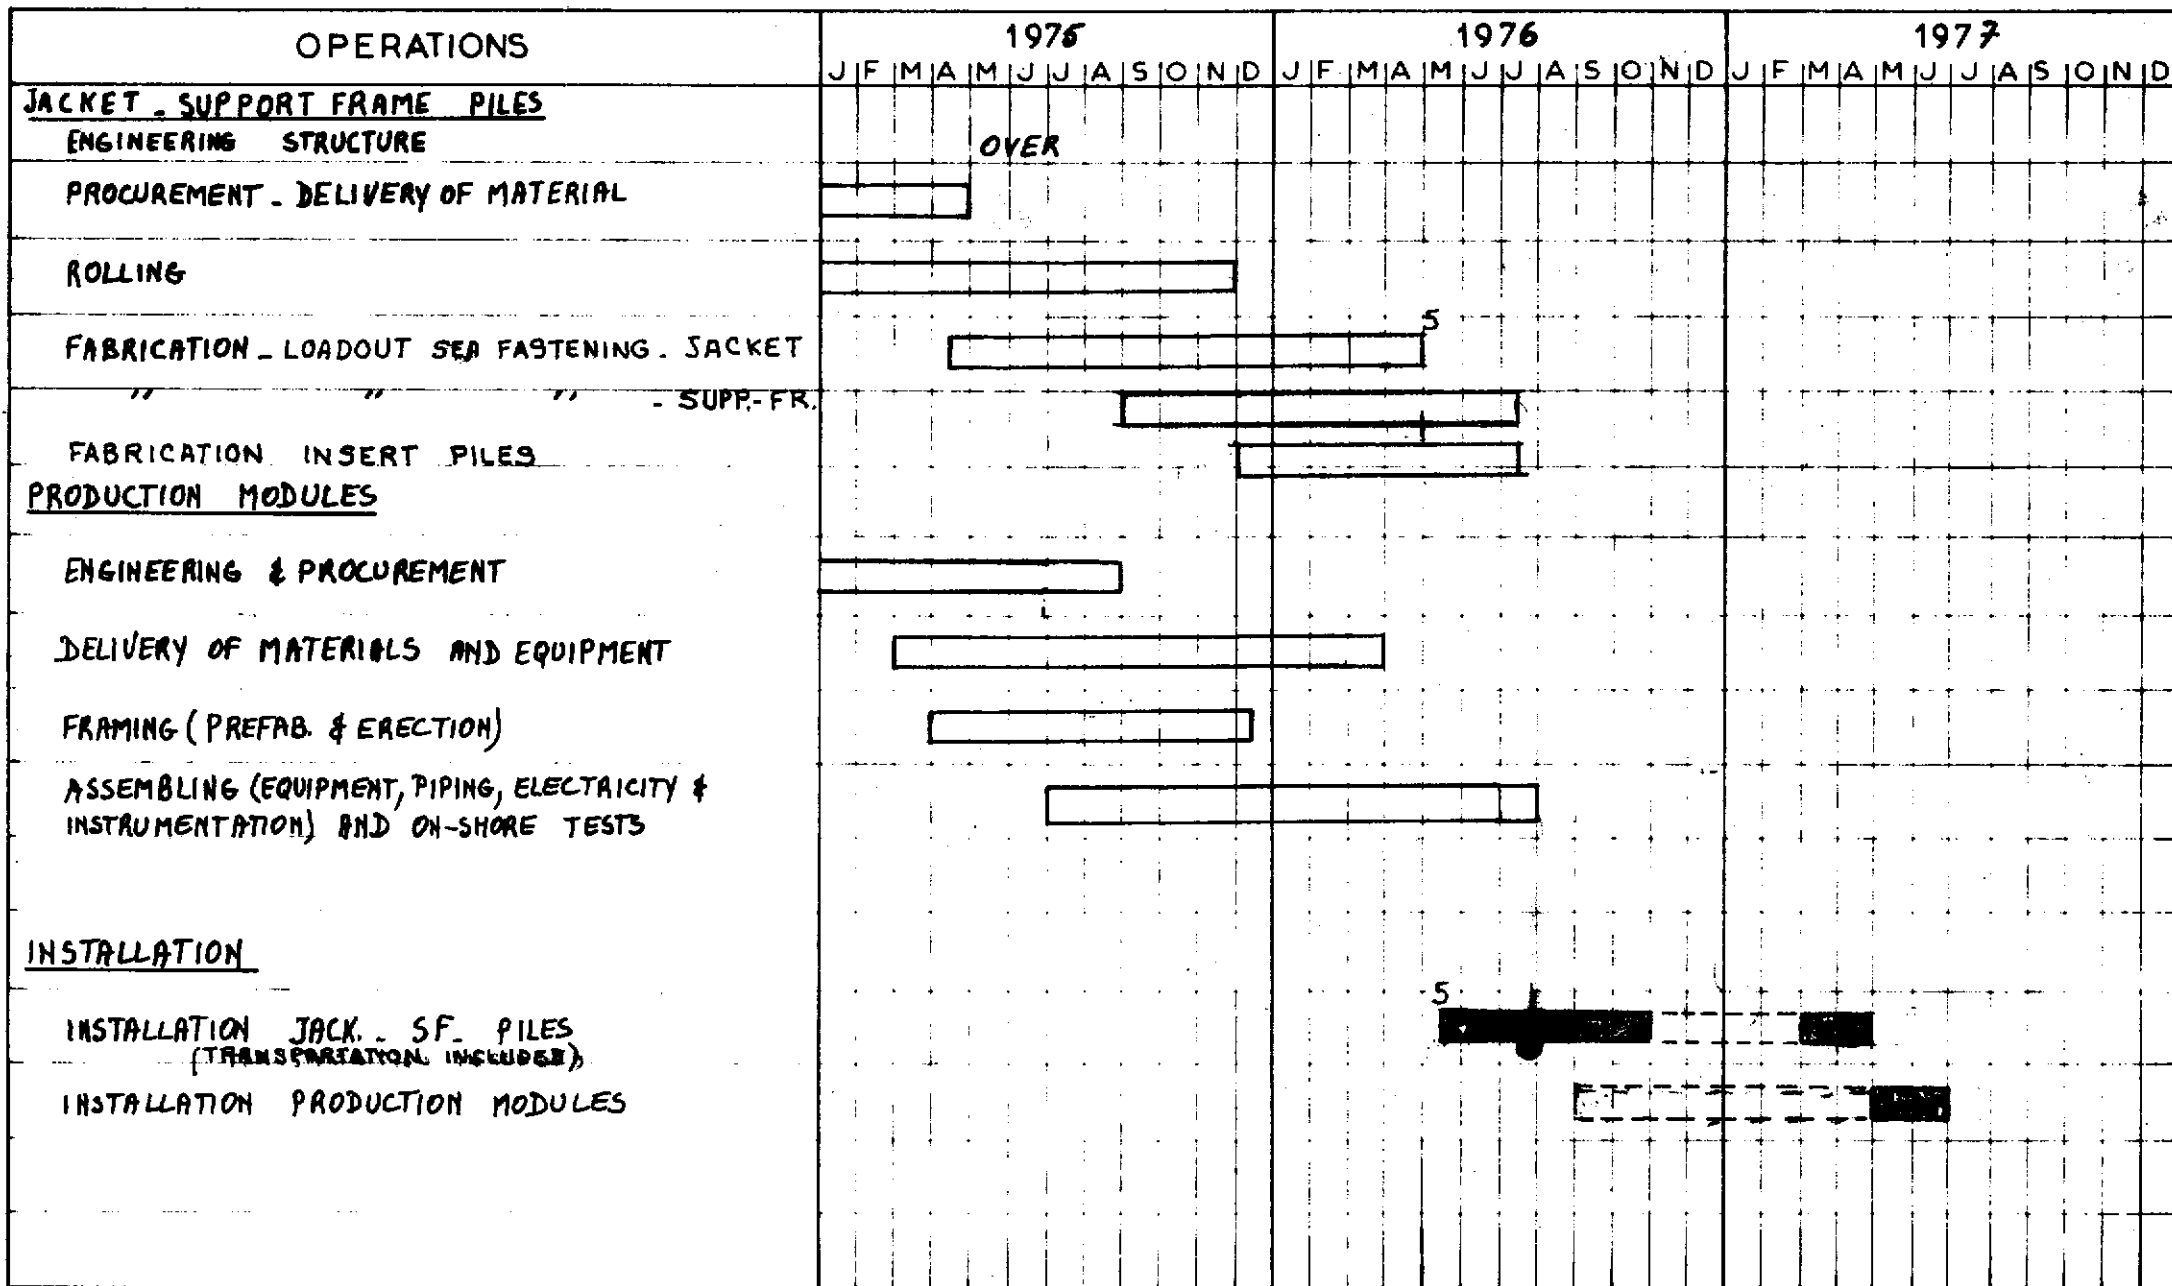 OPERATIONS 1975 1976 1977
J F M A M J J A S O N D J F M A M J J A S O N D J F M A M J J A S O N D
JACKET - SUPPORT FRAME PILES
ENGINEERING STRUCTURE OVER
PROCUREMENT - DELIVERY OF MATERIAL
ROLLING
FABRICATION - LOADOUT SEA FASTENING - JACKET 5
" " " - SUPP.-FR.
FABRICATION INSERT PILES
PRODUCTION MODULES
ENGINEERING & PROCUREMENT
DELIVERY OF MATERIALS AND EQUIPMENT
FRAMING (PREFAB. & ERECTION)
ASSEMBLING (EQUIPMENT, PIPING, ELECTRICITY &
INSTRUMENTATION) AND ON-SHORE TESTS
INSTALLATION
5
INSTALLATION JACK. - SF - PILES
(TRANSPORTATION INCLUDED)
INSTALLATION PRODUCTION MODULES